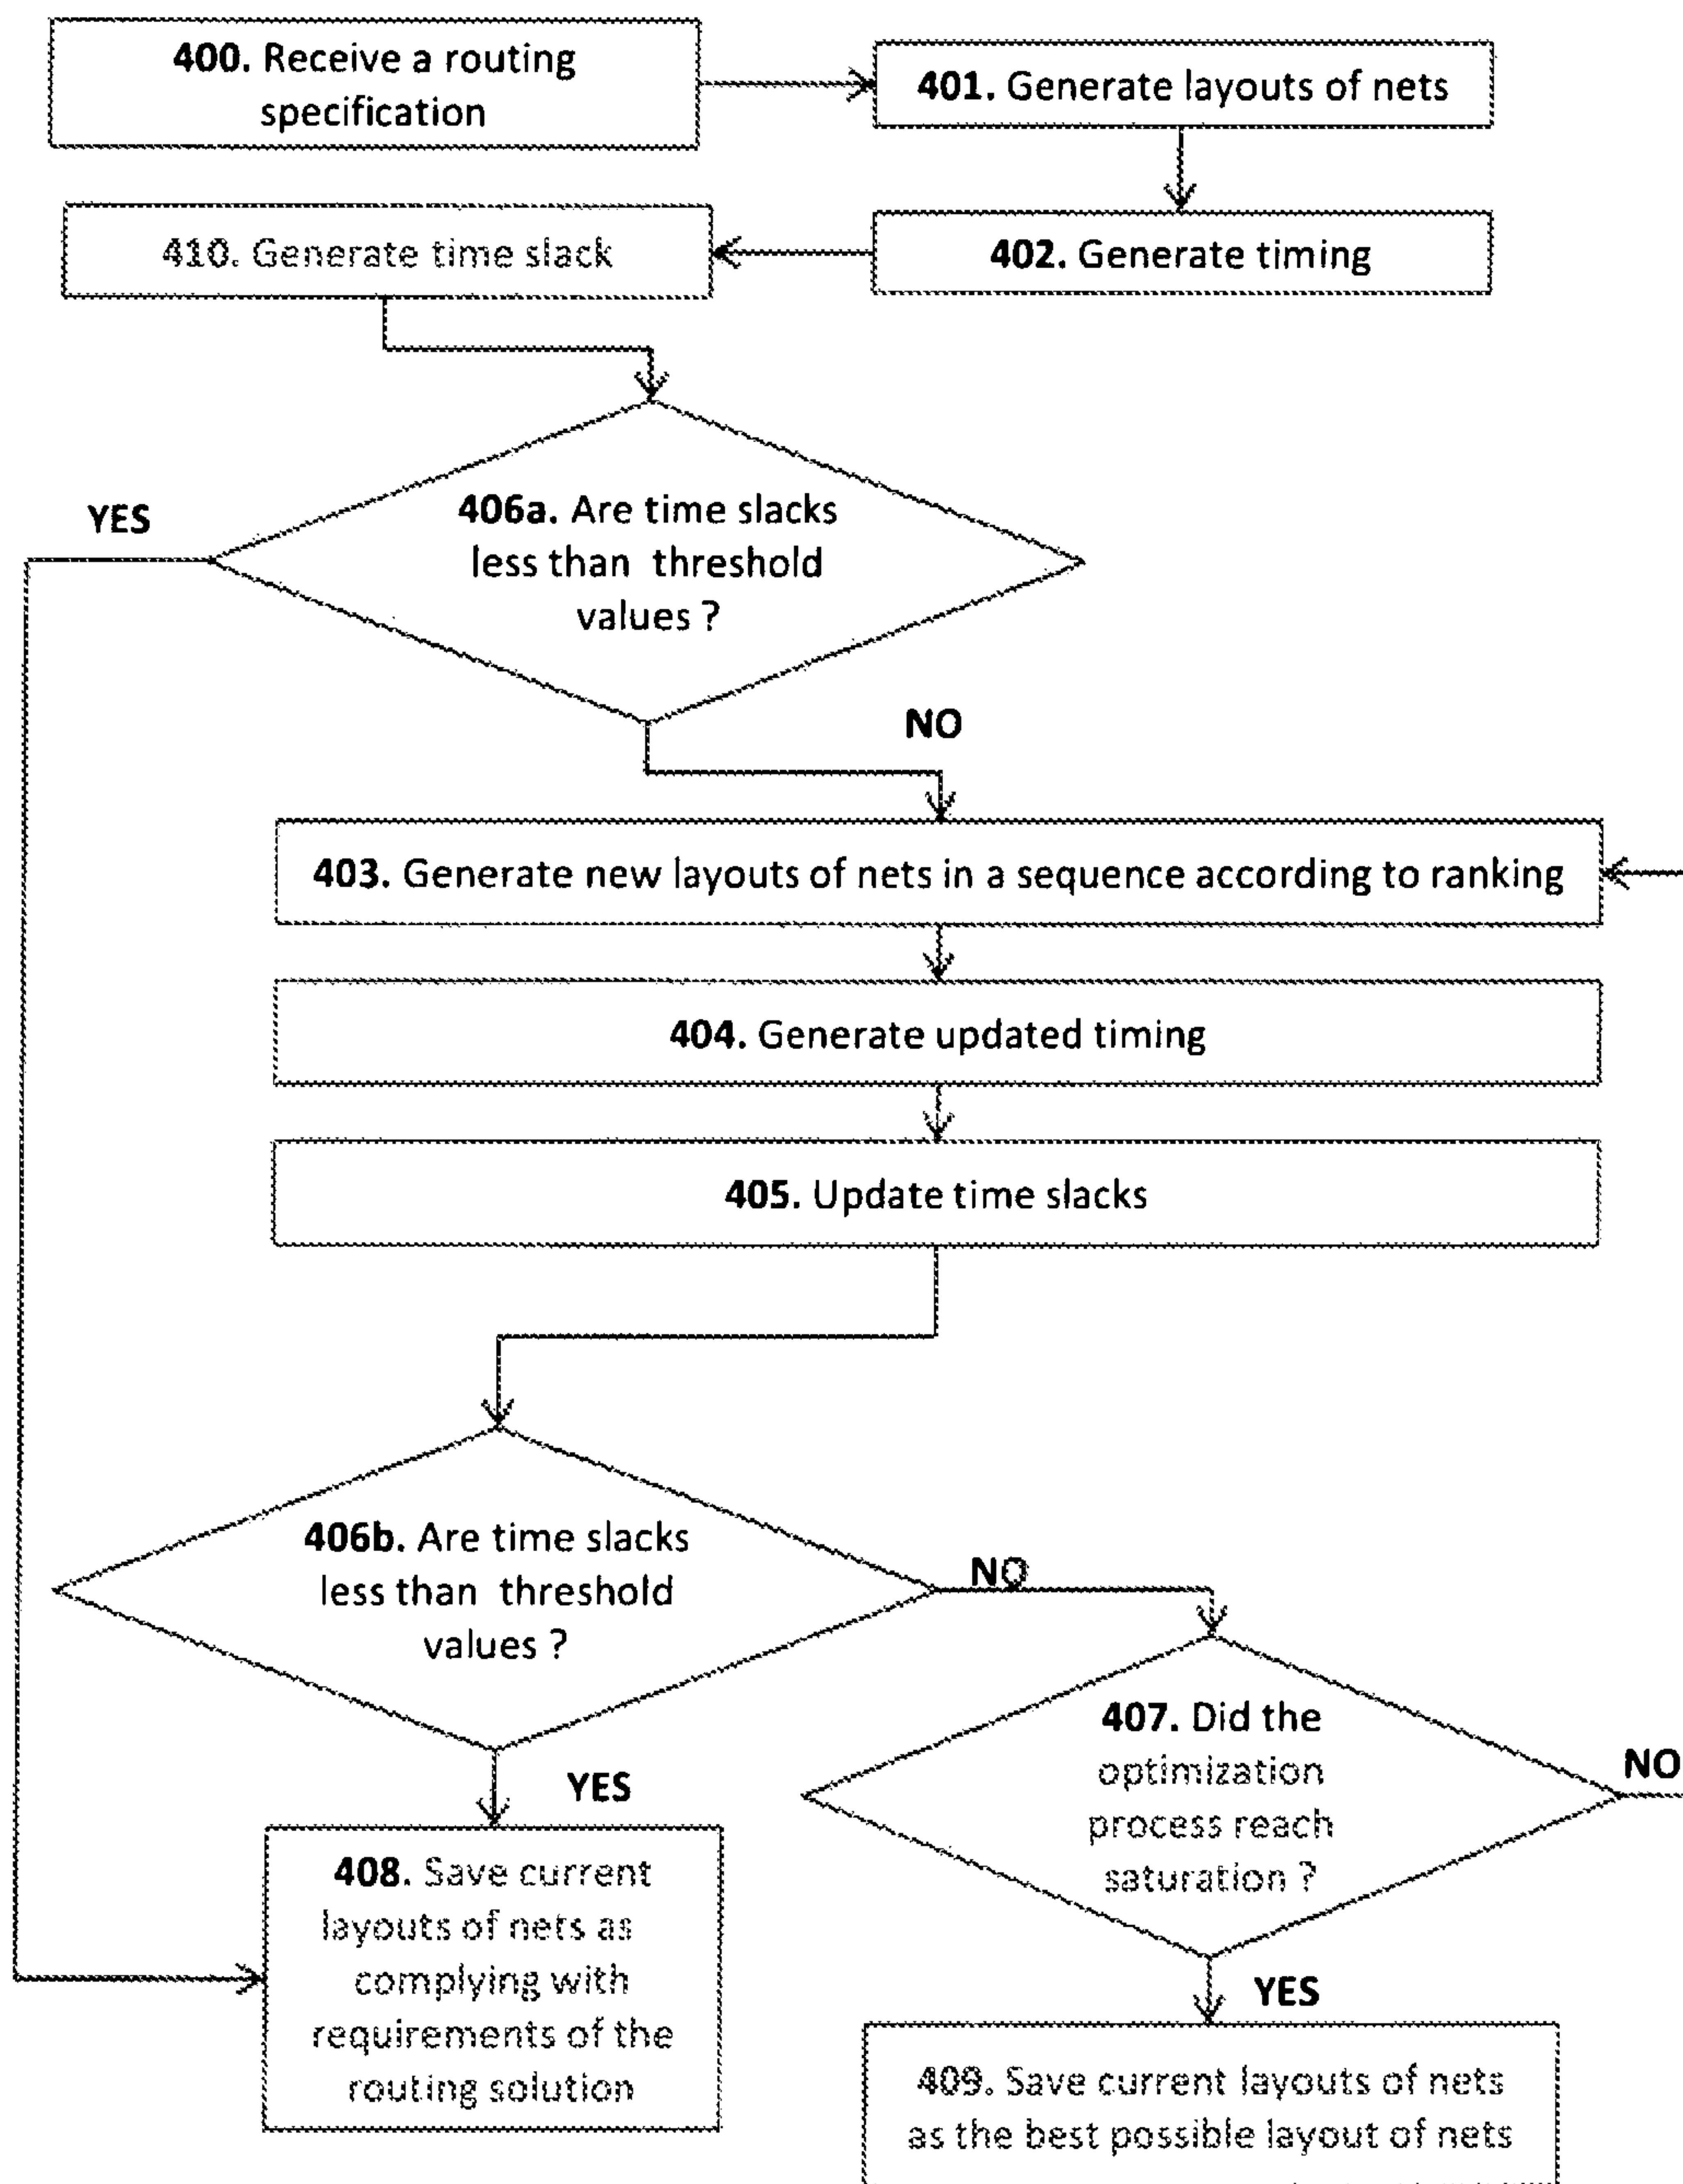 400. Receive a routing
specification
401. Generate layouts of nets
410. Generate time slack
402. Generate timing
406a. Are time slacks
less than threshold
values ?
YES
NO
403. Generate new layouts of nets in a sequence according to ranking
404. Generate updated timing
405. Update time slacks
406b. Are time slacks
less than threshold
values ?
NO
YES
407. Did the
optimization
process reach
saturation ?
NO
YES
408. Save current
layouts of nets as
complying with
requirements of the
routing solution
409. Save current layouts of nets
as the best possible layout of nets